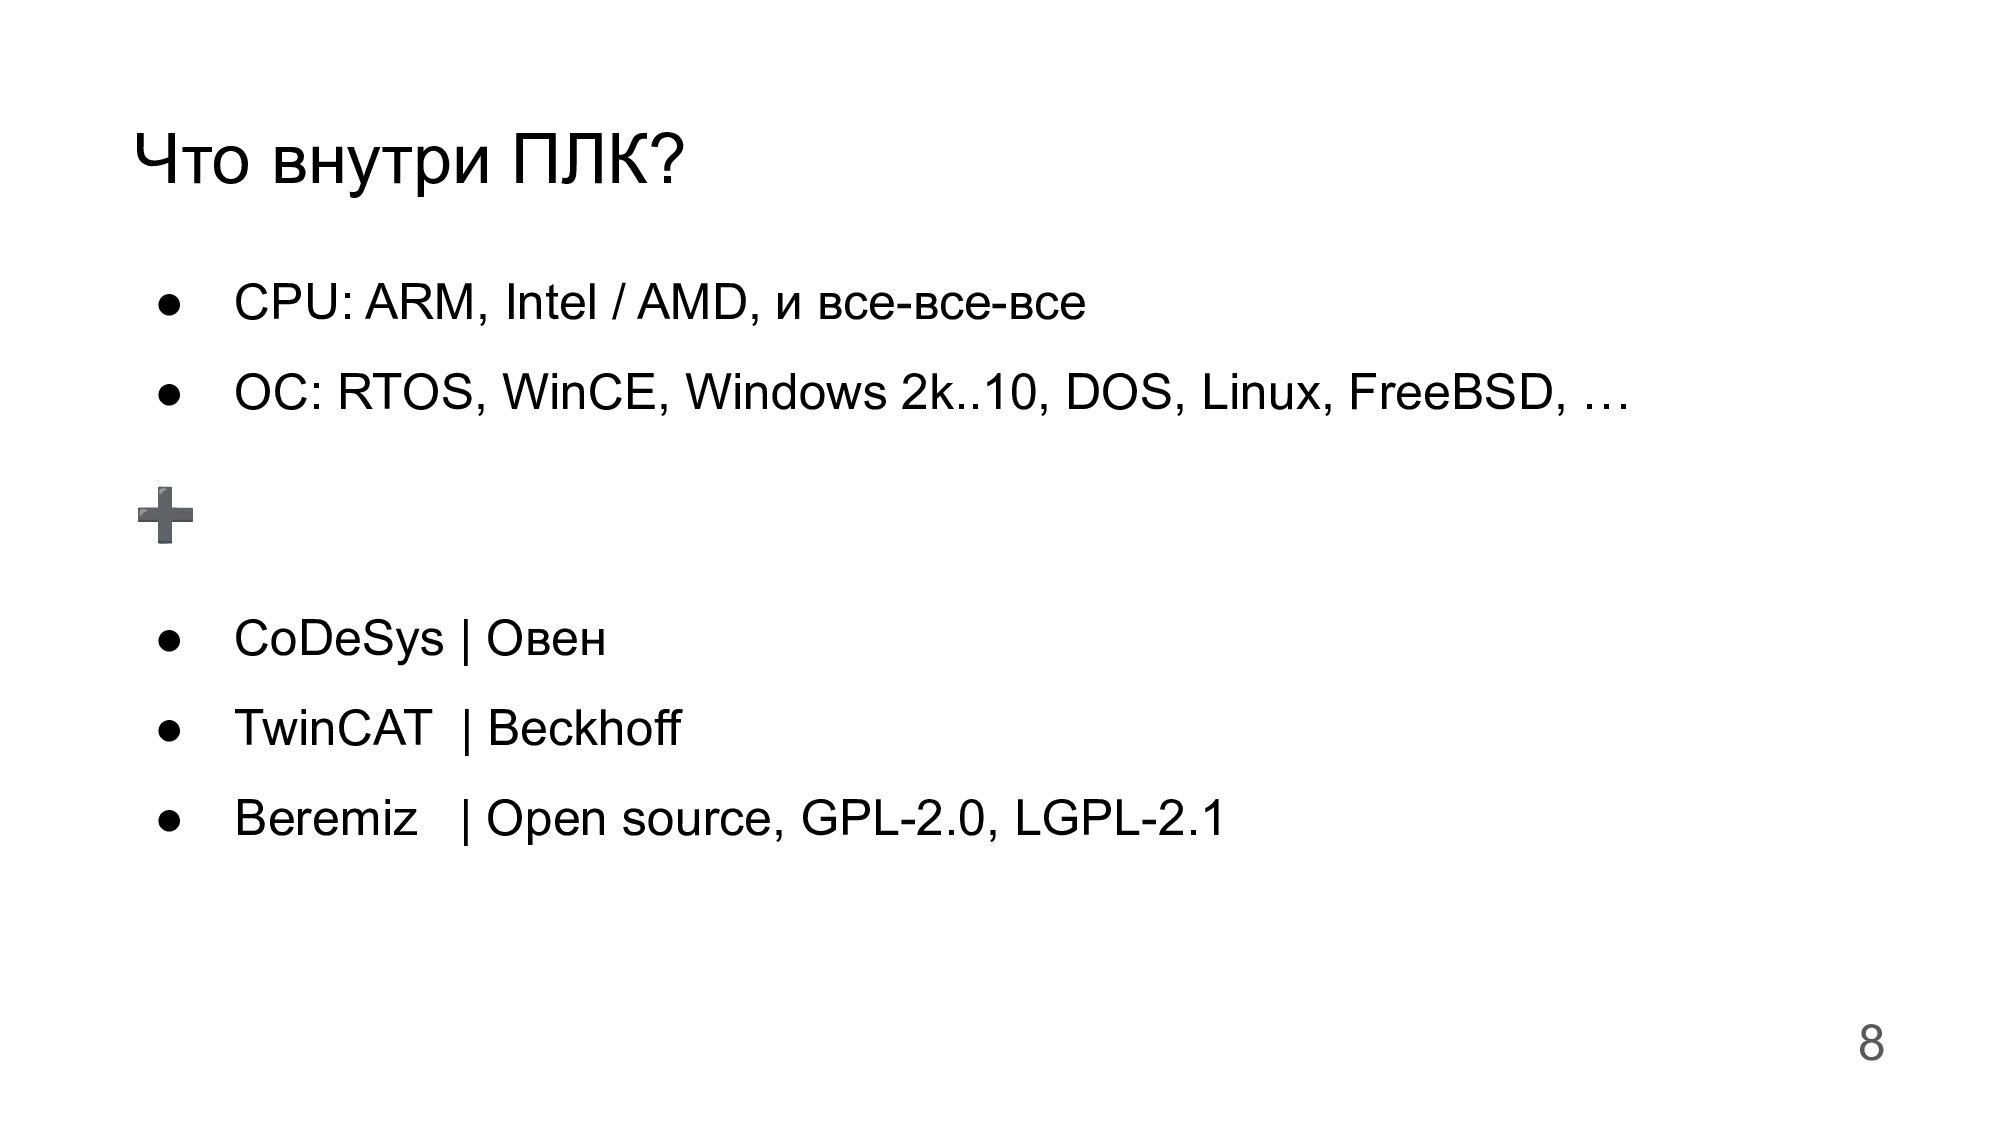 Что внутри ПЛК?
● CPU: ARM, Intel / AMD, и все-все-все
● ОС: RTOS, WinCE, Windows 2k..10, DOS, Linux, FreeBSD, …
➕
● CoDeSys | Овен
● TwinCAT | Beckhoff
● Beremiz | Open source, GPL-2.0, LGPL-2.1
8